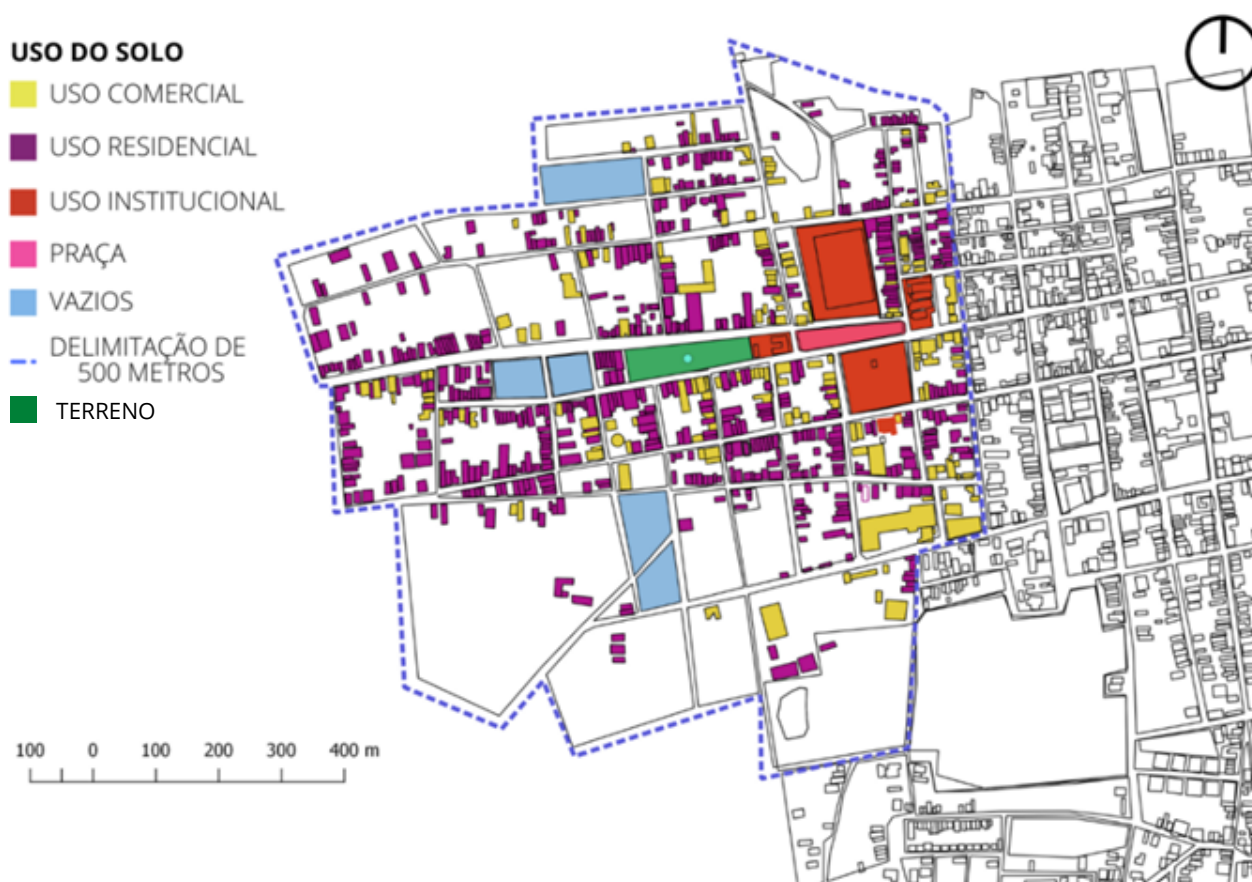 USO DO SOLO
USO COMERCIAL
USO RESIDENCIAL
USO INSTITUCIONAL
PRAÇA
VAZIOS
DELIMITAÇÃO DE
500 METROS
TERRENO
100 0 100 200 300 400 m